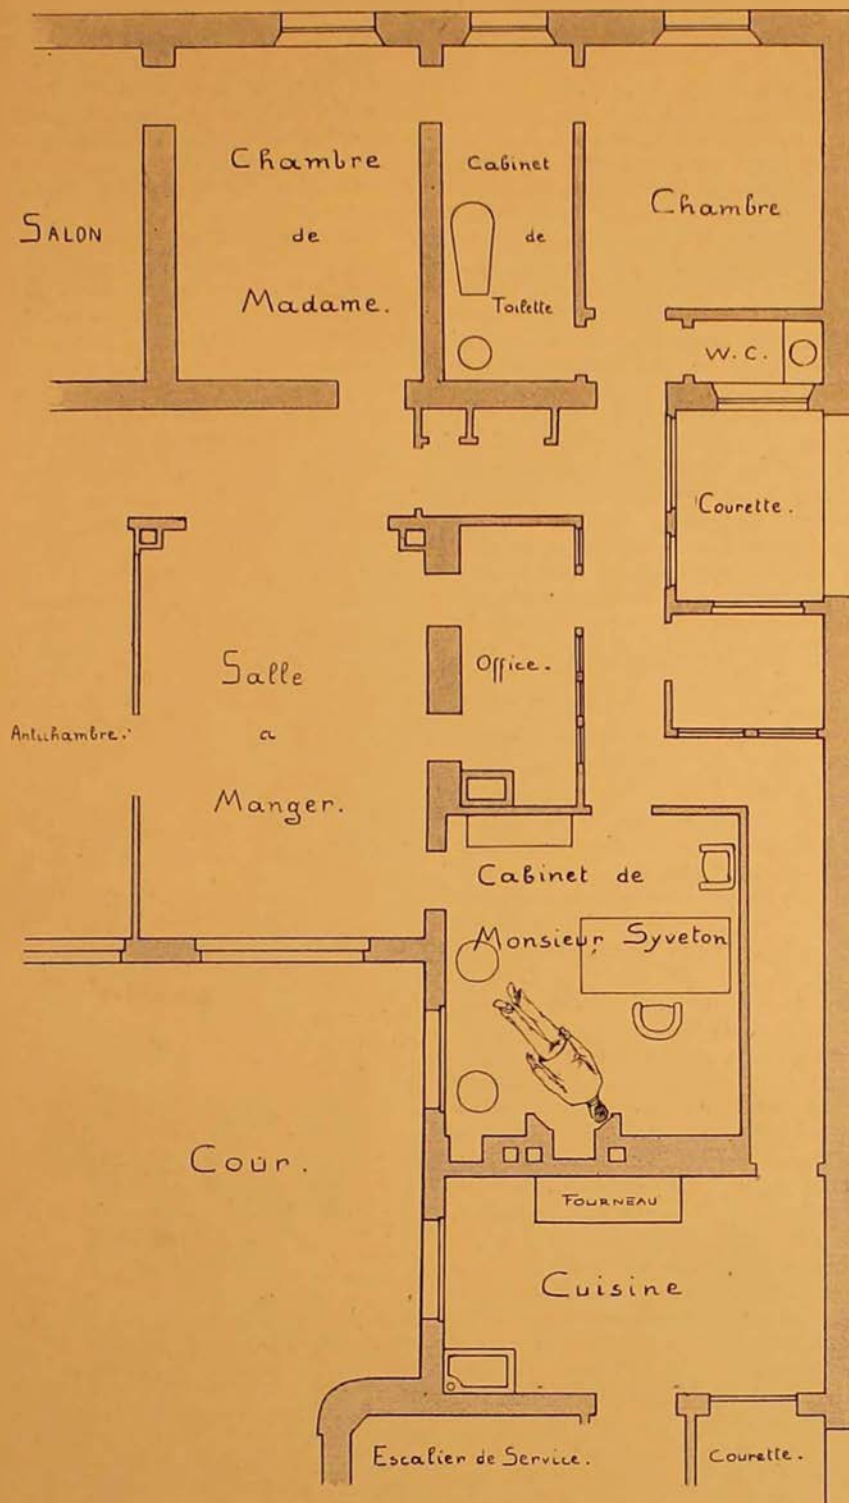 SALON
Chambre
de
Madame.
Cabinet
de
Toilette
Chambre
W.C.
Courette.
Salle
a
Manger.
Office.
Antichambre.
Cabinet de
Monsieur Syveton
Cour.
FOURNEAU
Cuisine
Escalier de Service.
Courette.